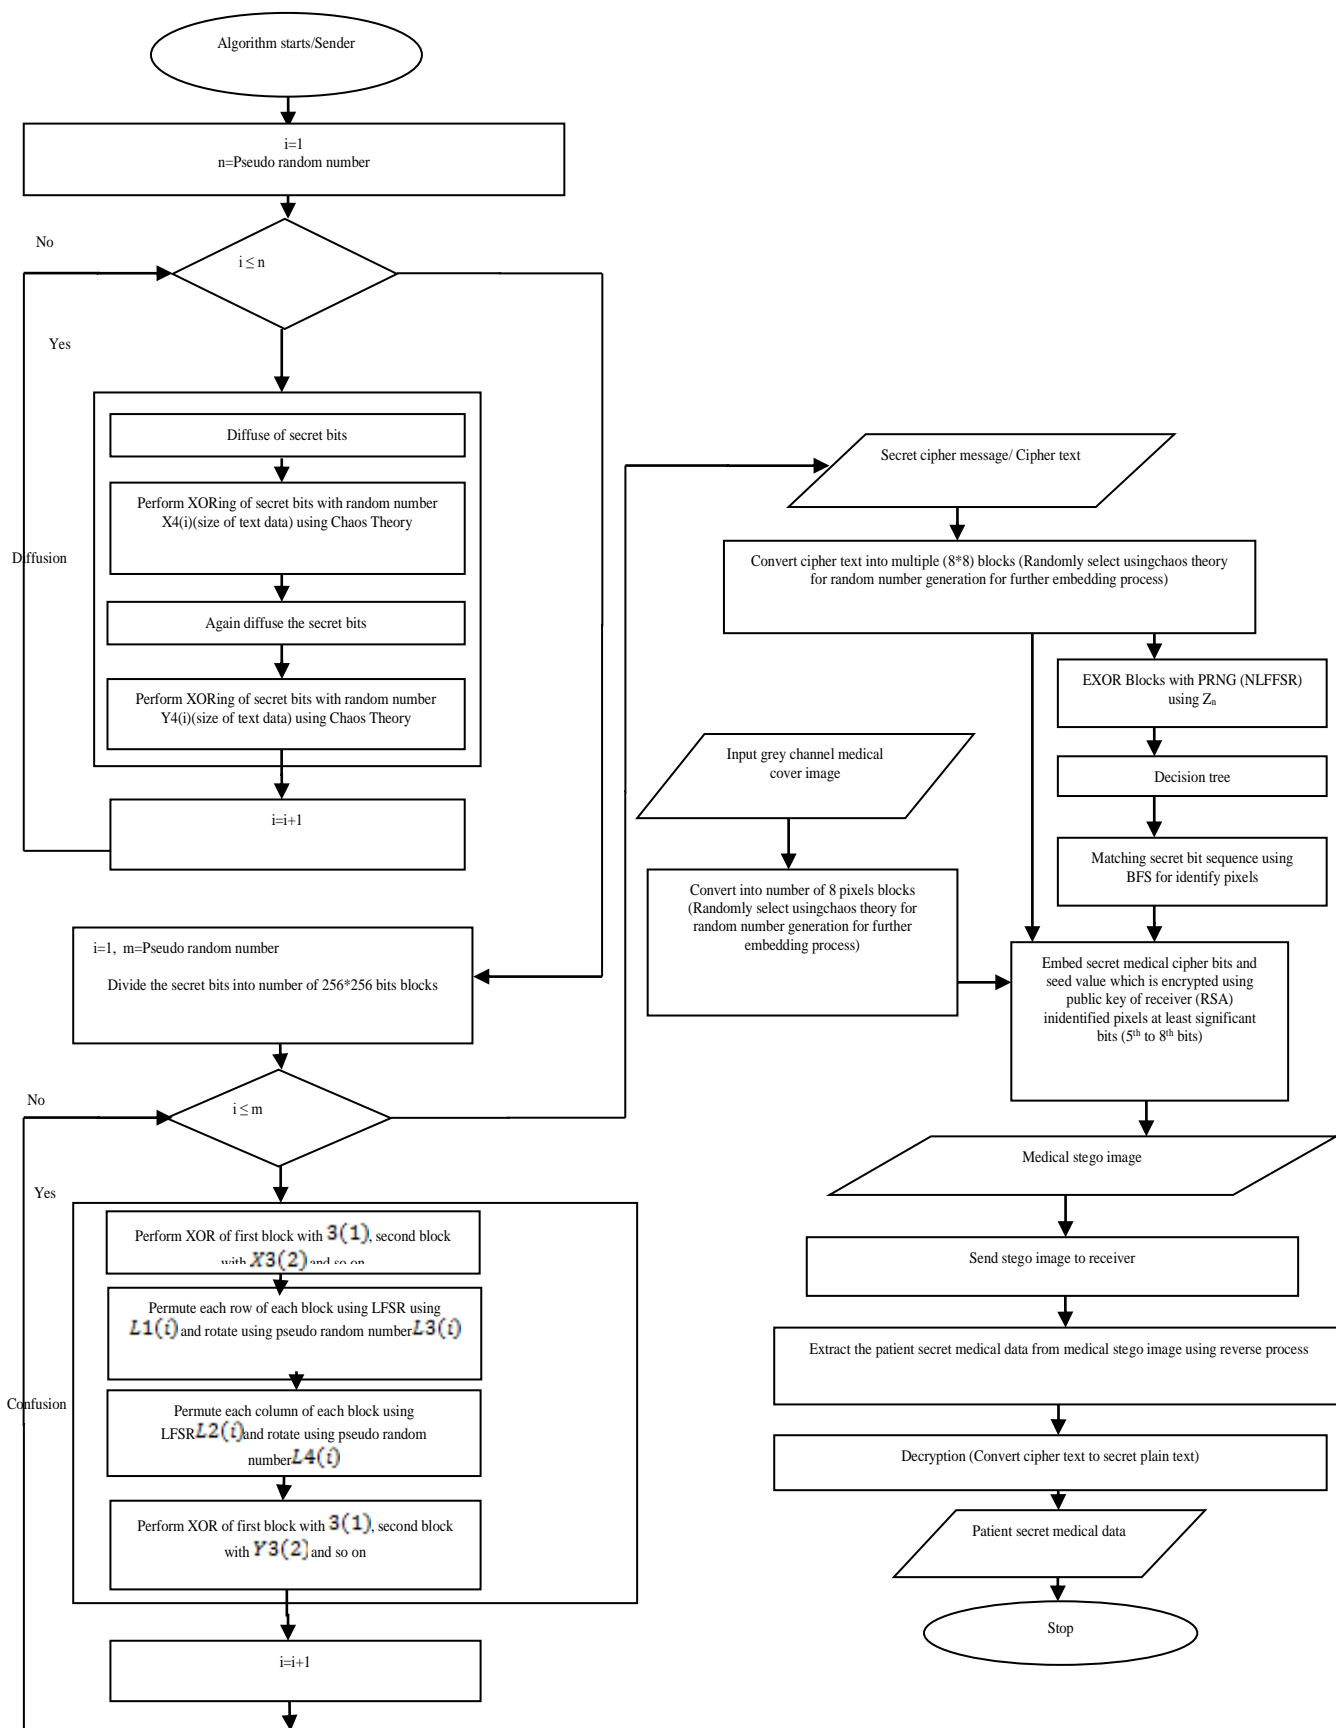 Algorithm starts/Sender
i=1
n=Pseudo random number
No
i ≤ n
Yes
Diffuse of secret bits
Perform XORing of secret bits with random number
X4(i)(size of text data) using Chaos Theory
Diffusion
Again diffuse the secret bits
Perform XORing of secret bits with random number
Y4(i)(size of text data) using Chaos Theory
i=i+1
i=1, m=Pseudo random number
Divide the secret bits into number of 256*256 bits blocks
No
i ≤ m
Yes
Perform XOR of first block with 3(1), second block
with X3(2) and so on
Permute each row of each block using LFSR using
L1(i) and rotate using pseudo random number L3(i)
Confusion
Permute each column of each block using
LFSR L2(i) and rotate using pseudo random
number L4(i)
Perform XOR of first block with 3(1), second block
with Y3(2) and so on
i=i+1
Secret cipher message/ Cipher text
Convert cipher text into multiple (8*8) blocks (Randomly select usingchaos theory
for random number generation for further embedding process)
EXOR Blocks with PRNG (NLFFSR)
using Zn
Input grey channel medical
cover image
Decision tree
Matching secret bit sequence using
BFS for identify pixels
Convert into number of 8 pixels blocks
(Randomly select usingchaos theory for
random number generation for further
embedding process)
Embed secret medical cipher bits and
seed value which is encrypted using
public key of receiver (RSA)
inidentified pixels at least significant
bits (5th to 8th bits)
Medical stego image
Send stego image to receiver
Extract the patient secret medical data from medical stego image using reverse process
Decryption (Convert cipher text to secret plain text)
Patient secret medical data
Stop